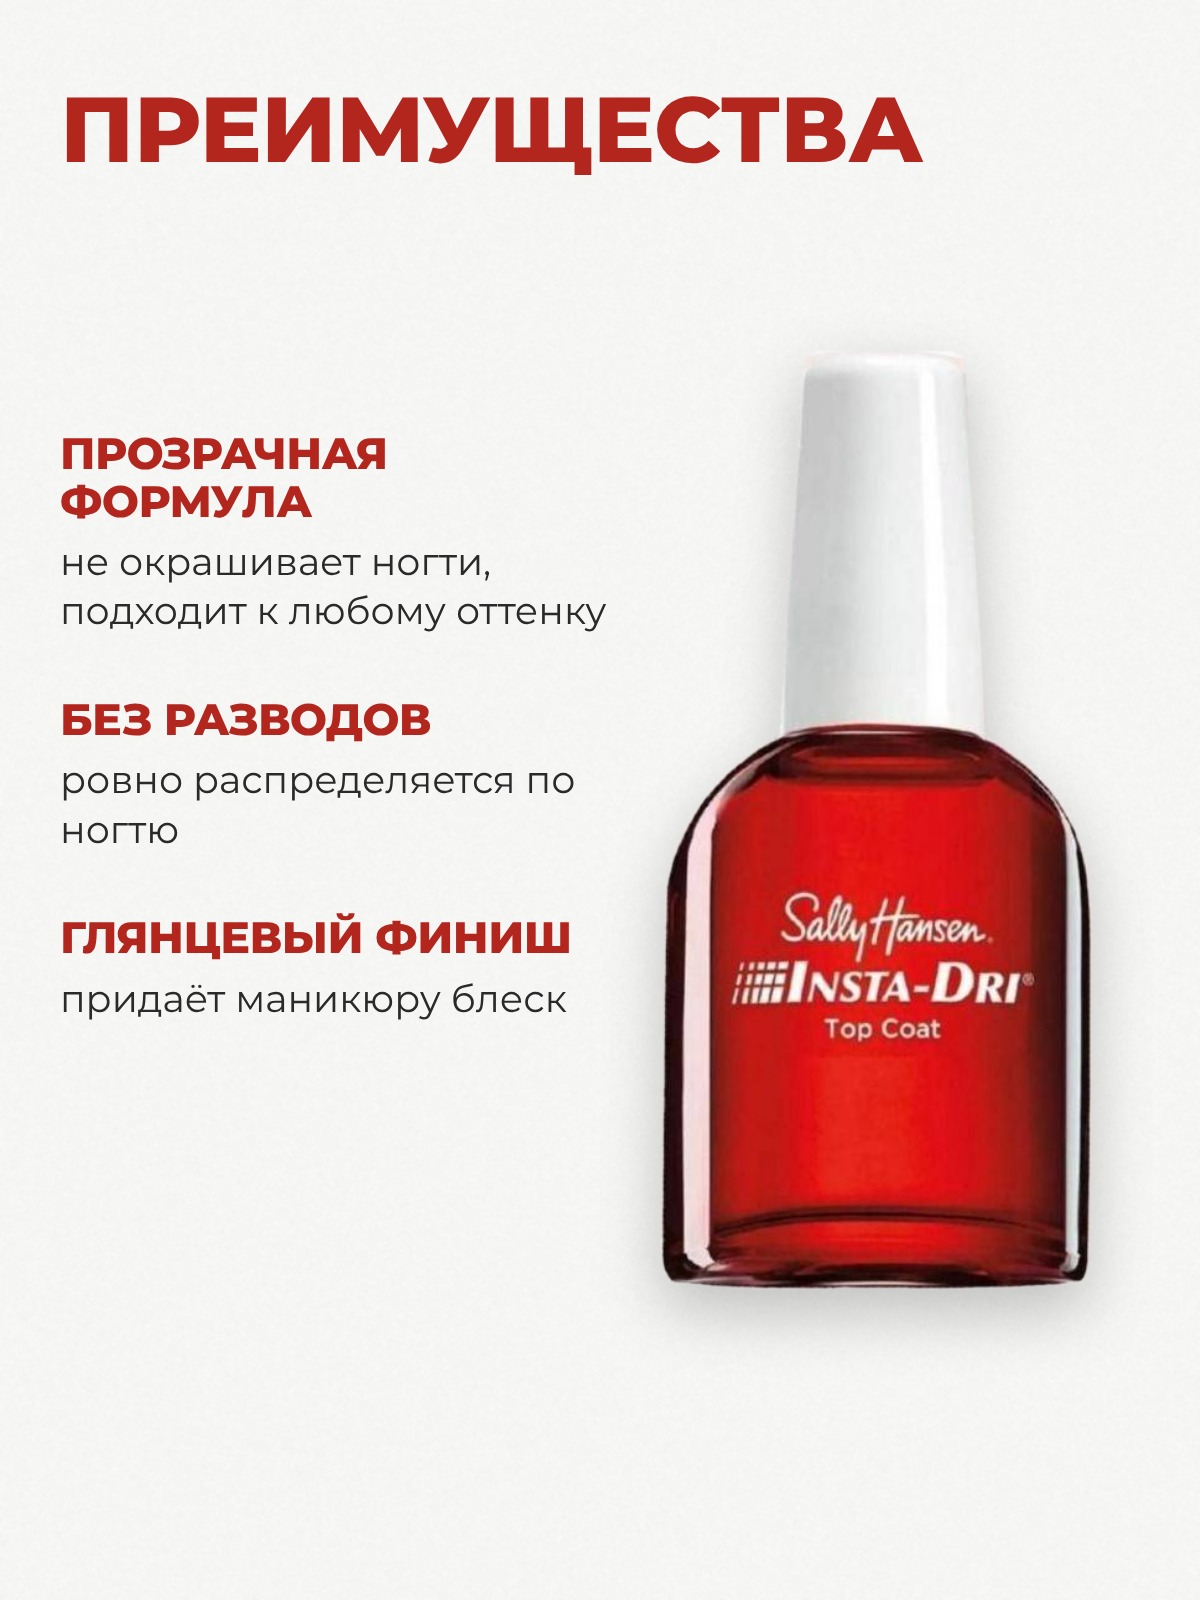 ПРЕИМУЩЕСТВА
ПРОЗРАЧНАЯ
ФОРМУЛА
не окрашивает ногти,
подходит к любому оттенку
БЕЗ РАЗВОДОВ
ровно распределяется по
ногтю
ГЛЯНЦЕВЫЙ ФИНИШ
придаёт маникюру блеск
Sally Hansen.
INSTA-DRI®
Top Coat